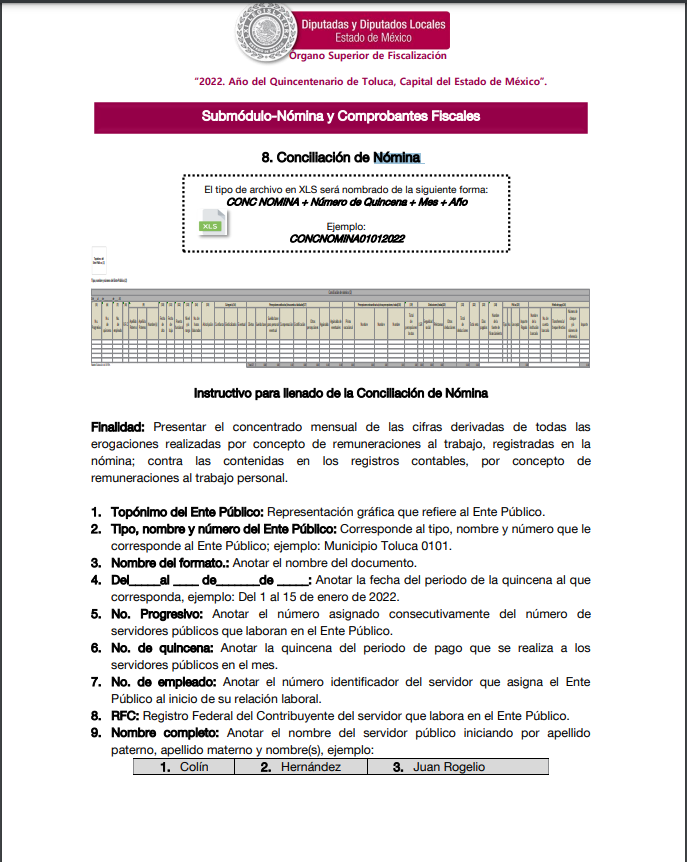 Diputadas y Diputados Locales
Estado de México
Órgano Superior de Fiscalización
"2022. Año del Quincentenario de Toluca, Capital del Estado de México".
Submódulo-Nómina y Comprobantes Fiscales
8. Conciliación de Nómina
El tipo de archivo en XLS será nombrado de la siguiente forma:
CONC NOMINA + Número de Quincena + Mes + Año
XLS
Ejemplo:
CONCNOMINA01012022
Instructivo para llenado de la Conciliación de Nómina
Finalidad: Presentar el concentrado mensual de las cifras derivadas de todas las
erogaciones realizadas por concepto de remuneraciones al trabajo, registradas en la
nómina; contra las contenidas en los registros contables, por concepto de
remuneraciones al trabajo personal.
1. Topónimo del Ente Público: Representación gráfica que refiere al Ente Público.
2. Tipo, nombre y número del Ente Público: Corresponde al tipo, nombre y número que le
corresponde al Ente Público; ejemplo: Municipio Toluca 0101.
3. Nombre del formato.: Anotar el nombre del documento.
4. Del_____al ____ de_______de _____: Anotar la fecha del periodo de la quincena al que
corresponda, ejemplo: Del 1 al 15 de enero de 2022.
5. No. Progresivo: Anotar el número asignado consecutivamente del número de
servidores públicos que laboran en el Ente Público.
6. No. de quincena: Anotar la quincena del periodo de pago que se realiza a los
servidores públicos en el mes.
7. No. de empleado: Anotar el número identificador del servidor que asigna el Ente
Público al inicio de su relación laboral.
8. RFC: Registro Federal del Contribuyente del servidor que labora en el Ente Público.
9. Nombre completo: Anotar el nombre del servidor público iniciando por apellido
paterno, apellido materno y nombre(s), ejemplo:
1. Colín 2. Hernández 3. Juan Rogelio